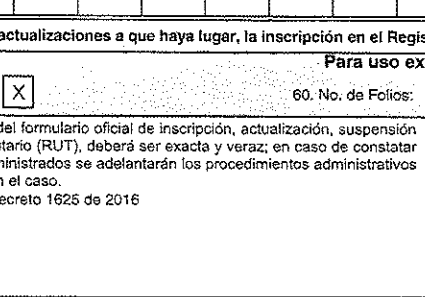 actualizaciones a que haya lugar, la inscripción en el Regis
Para uso ex
X 60. No. de Folios:
del formulario oficial de inscripción, actualización, suspensión
tario (RUT), deberá ser exacta y veraz; en caso de constatar
ministrados se adelantarán los procedimientos administrativos
n el caso.
ecreto 1625 de 2016